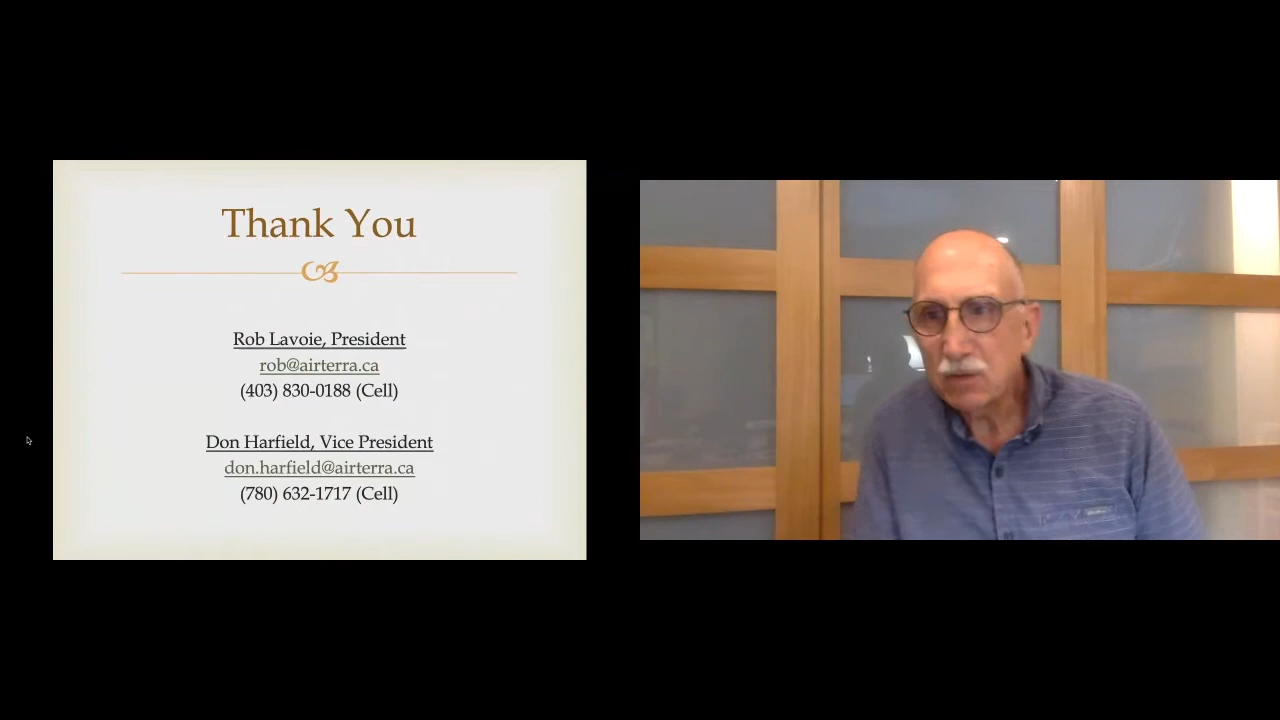 Thank You
Rob Lavoie, President
rob@airterra.ca
(403) 830-0188 (Cell)
Don Harfield, Vice President
don.harfield@airterra.ca
(780) 632-1717 (Cell)